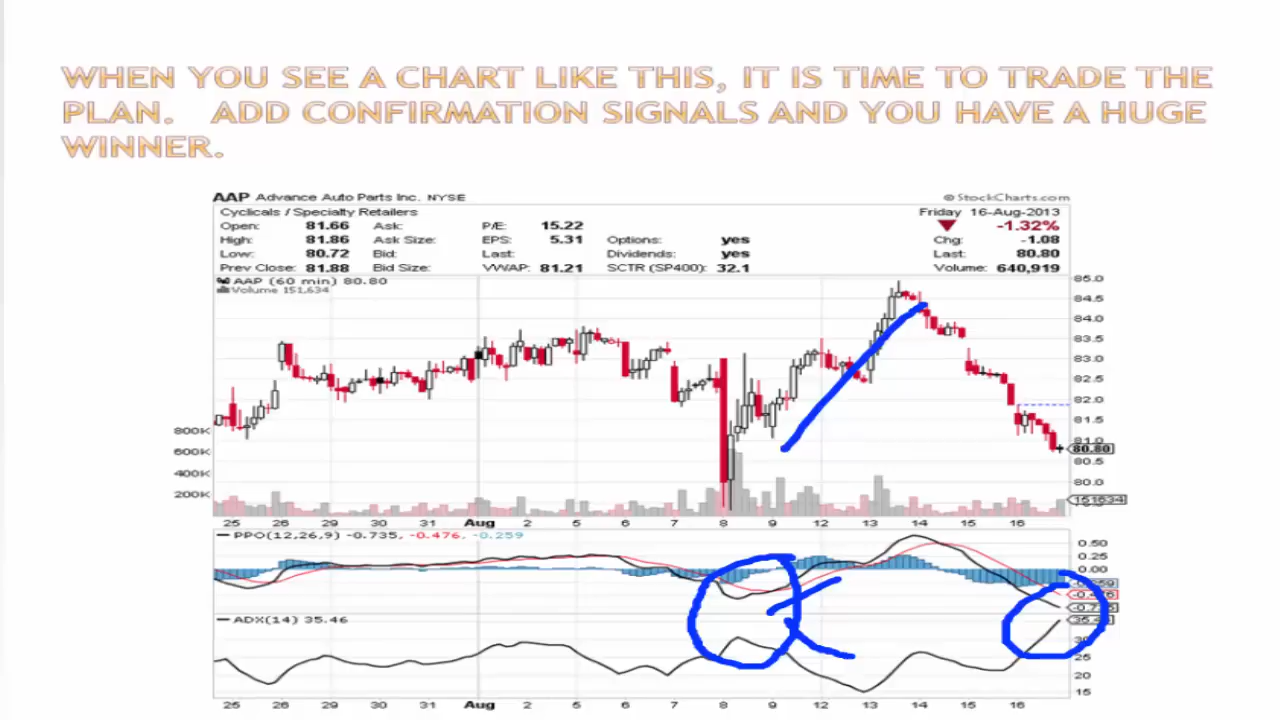 WHEN YOU SEE A CHART LIKE THIS, IT IS TIME TO TRADE THE
PLAN. ADD CONFIRMATION SIGNALS AND YOU HAVE A HUGE
WINNER.
AAP Advance Auto Parts Inc. NYSE © StockCharts.com
Cyclicals / Specialty Retailers Friday 16-Aug-2013
Open: 81.66 Ask: P/E: 15.22 -1.32%
High: 81.86 Ask Size: EPS: 5.31 Options: yes Chg: -1.08
Low: 80.72 Bid: Last: Dividends: yes Last: 80.80
Prev Close: 81.88 Bid Size: VWAP: 81.21 SCTR (SP400): 32.1 Volume: 640,919
AAP (60 min) 80.80 85.0
Volume 151,634
84.5
84.0
83.5
83.0
82.5
82.0
81.5
800K 81.0
80.80
600K 80.5
400K 80.0
200K 151634
25 26 29 30 31 Aug 2 5 6 7 8 9 12 13 14 15 16
PPO(12,26,9) -0.735, -0.476, -0.259
0.50
0.25
0.00
ADX(14) 35.46
30
25
20
15
25 26 29 30 31 Aug 2 5 6 7 8 9 12 13 14 15 16